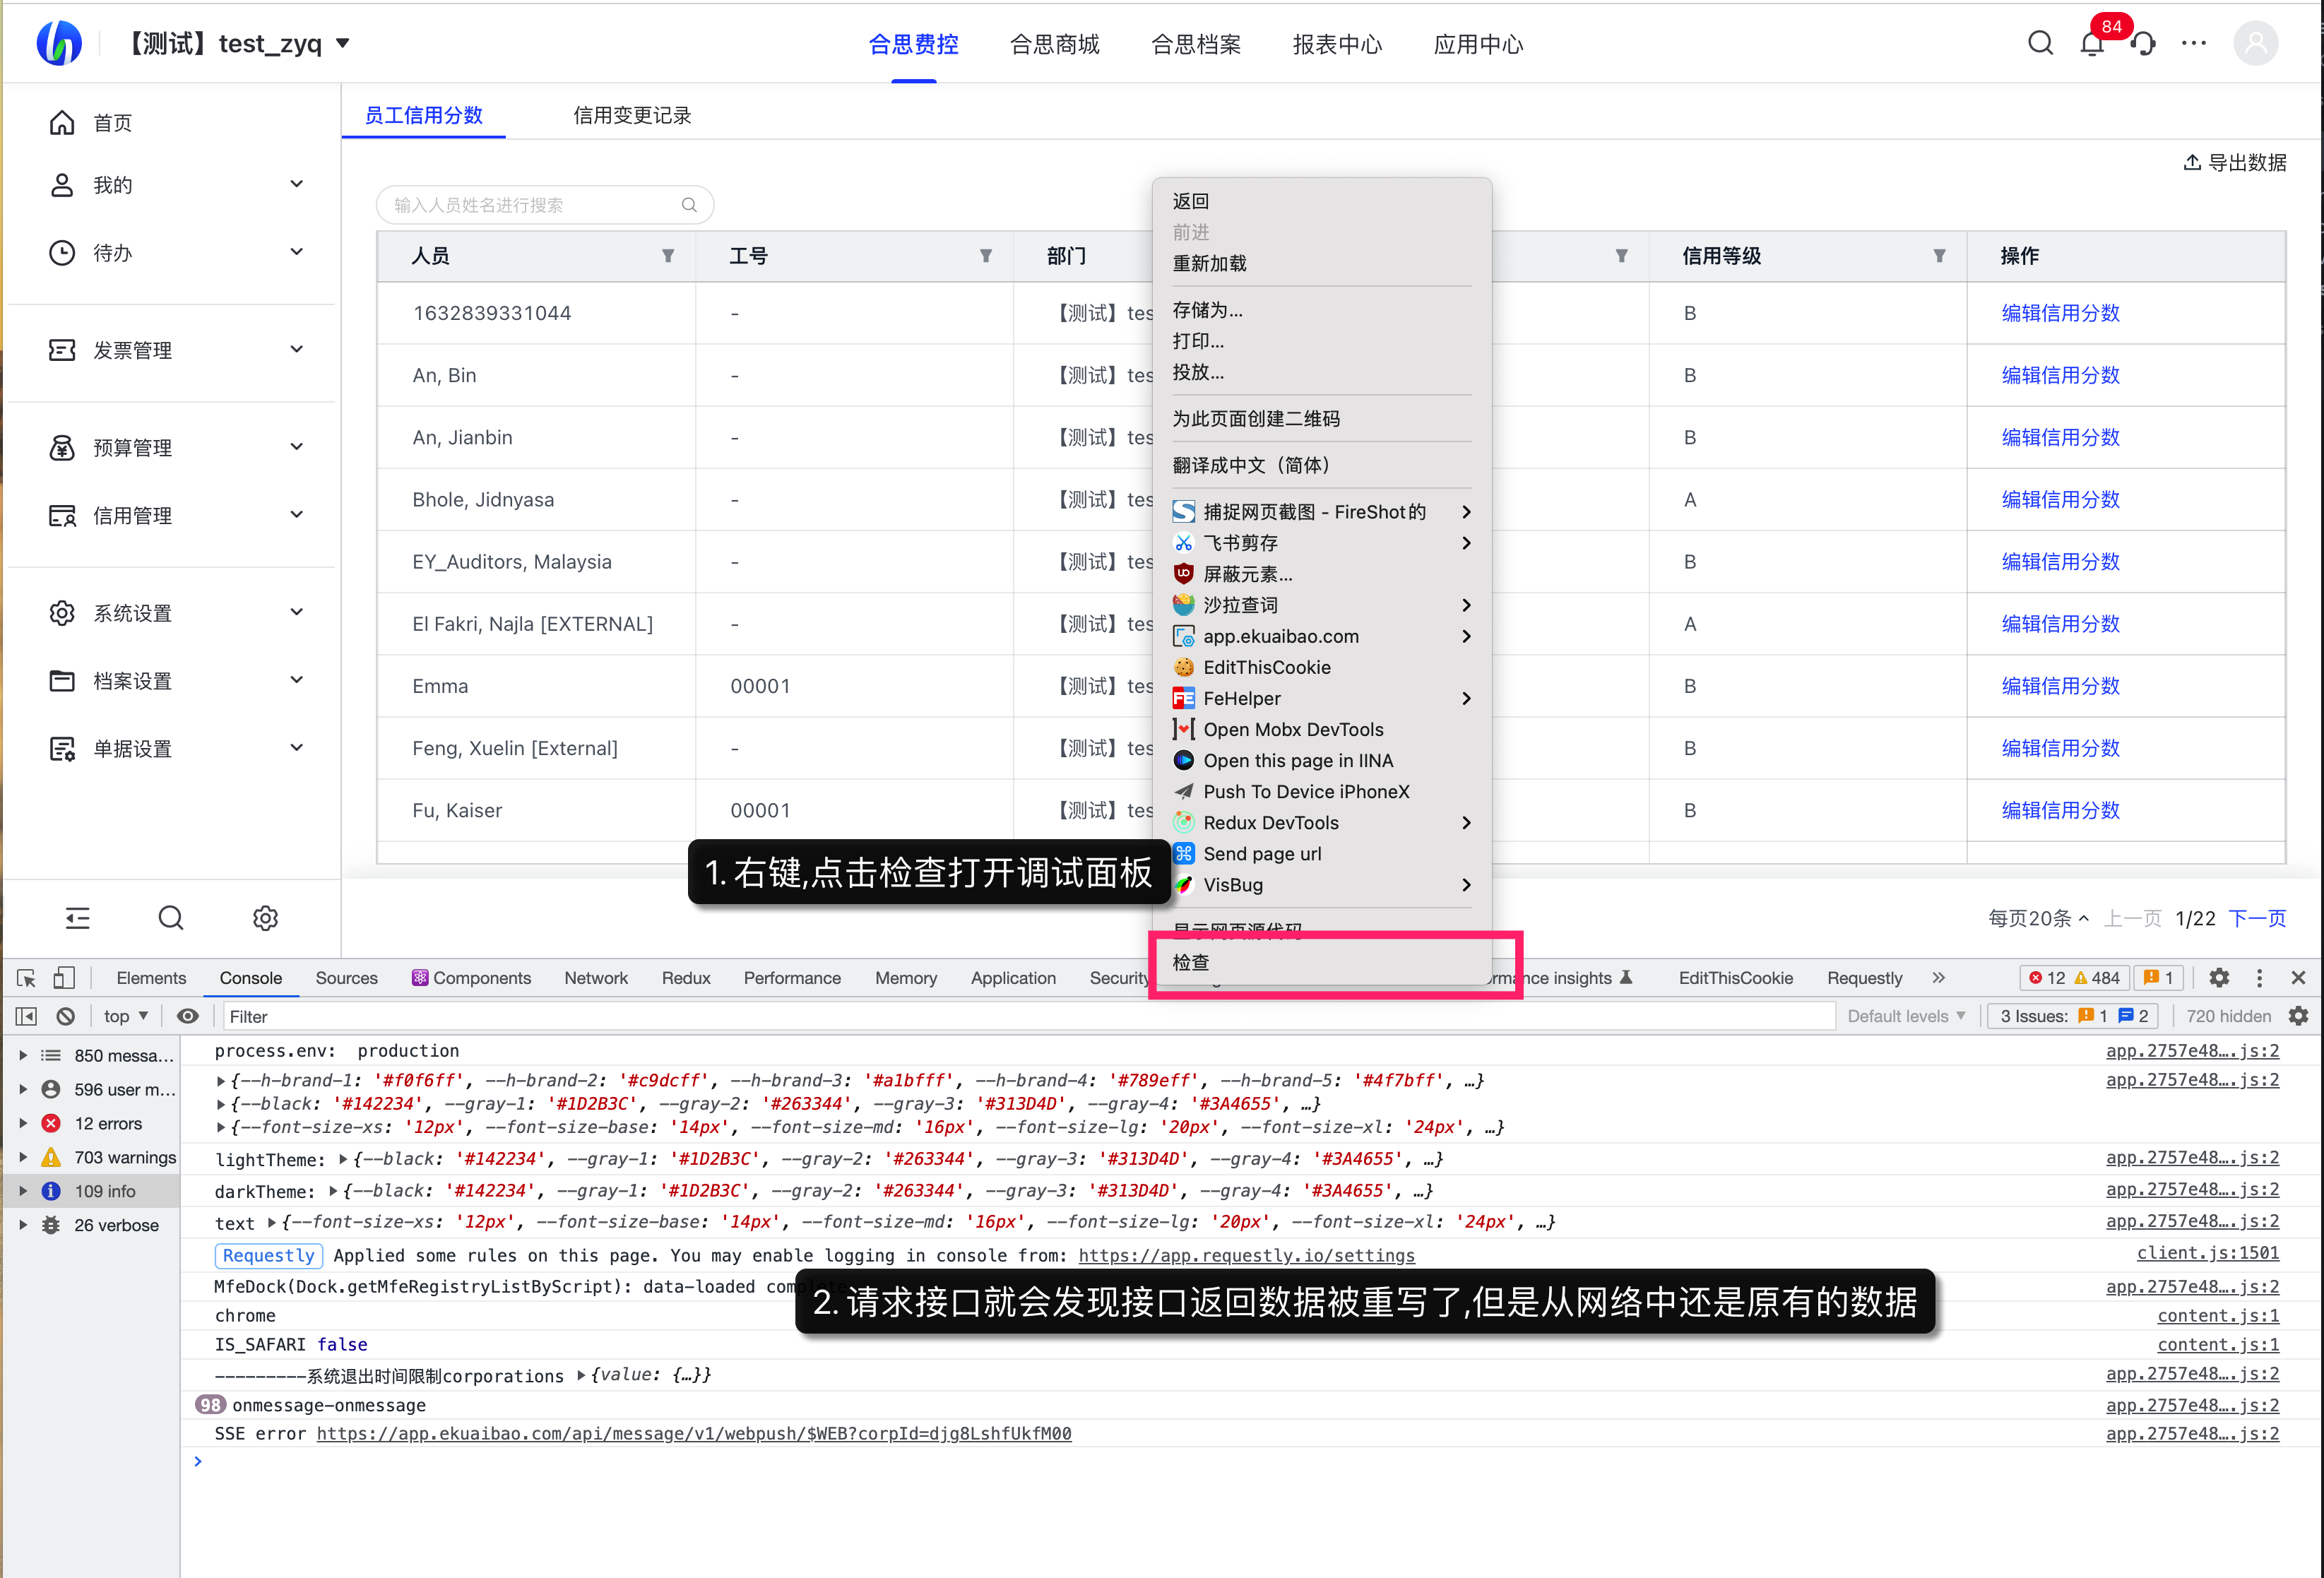 【测试】test_zyq
合思费控
合思商城
合思档案
报表中心
应用中心
84
首页
我的
待办
发票管理
预算管理
信用管理
系统设置
档案设置
单据设置
员工信用分数
信用变更记录
导出数据
输入人员姓名进行搜索
人员 工号 部门 信用等级 操作
1632839331044 - 【测试】tes B 编辑信用分数
An, Bin - 【测试】tes B 编辑信用分数
An, Jianbin - 【测试】tes B 编辑信用分数
Bhole, Jidnyasa - 【测试】tes A 编辑信用分数
EY_Auditors, Malaysia - 【测试】tes B 编辑信用分数
El Fakri, Najla [EXTERNAL] - 【测试】tes A 编辑信用分数
Emma 00001 【测试】tes B 编辑信用分数
Feng, Xuelin [External] - 【测试】tes B 编辑信用分数
Fu, Kaiser 00001 【测试】tes B 编辑信用分数
返回
前进
重新加载
存储为...
打印...
投放...
为此页面创建二维码
翻译成中文（简体）
捕捉网页截图 - FireShot的
飞书剪存
屏蔽元素...
沙拉查词
app.ekuaibao.com
EditThisCookie
FeHelper
Open Mobx DevTools
Open this page in IINA
Push To Device iPhoneX
Redux DevTools
Send page url
VisBug
显示网页源代码
检查
1. 右键,点击检查打开调试面板
每页20条 上一页 1/22 下一页
Elements Console Sources Components Network Redux Performance Memory Application Security rmance insights EditThisCookie Requestly » 12 484 1
top Filter Default levels 3 Issues: 1 2 720 hidden
850 messa...
596 user m...
12 errors
703 warnings
109 info
26 verbose
process.env: production app.2757e48….js:2
{--h-brand-1: '#f0f6ff', --h-brand-2: '#c9dcff', --h-brand-3: '#a1bfff', --h-brand-4: '#789eff', --h-brand-5: '#4f7bff', …} app.2757e48….js:2
{--black: '#142234', --gray-1: '#1D2B3C', --gray-2: '#263344', --gray-3: '#313D4D', --gray-4: '#3A4655', …}
{--font-size-xs: '12px', --font-size-base: '14px', --font-size-md: '16px', --font-size-lg: '20px', --font-size-xl: '24px', …}
lightTheme: {--black: '#142234', --gray-1: '#1D2B3C', --gray-2: '#263344', --gray-3: '#313D4D', --gray-4: '#3A4655', …} app.2757e48….js:2
darkTheme: {--black: '#142234', --gray-1: '#1D2B3C', --gray-2: '#263344', --gray-3: '#313D4D', --gray-4: '#3A4655', …} app.2757e48….js:2
text {--font-size-xs: '12px', --font-size-base: '14px', --font-size-md: '16px', --font-size-lg: '20px', --font-size-xl: '24px', …} app.2757e48….js:2
Requestly Applied some rules on this page. You may enable logging in console from: https://app.requestly.io/settings client.js:1501
MfeDock(Dock.getMfeRegistryListByScript): data-loaded complete app.2757e48….js:2
2. 请求接口就会发现接口返回数据被重写了,但是从网络中还是原有的数据
chrome content.js:1
IS_SAFARI false content.js:1
---------系统退出时间限制corporations {value: {…}} app.2757e48….js:2
98 onmessage-onmessage app.2757e48….js:2
SSE error https://app.ekuaibao.com/api/message/v1/webpush/$WEB?corpId=djg8LshfUkfM00 app.2757e48….js:2